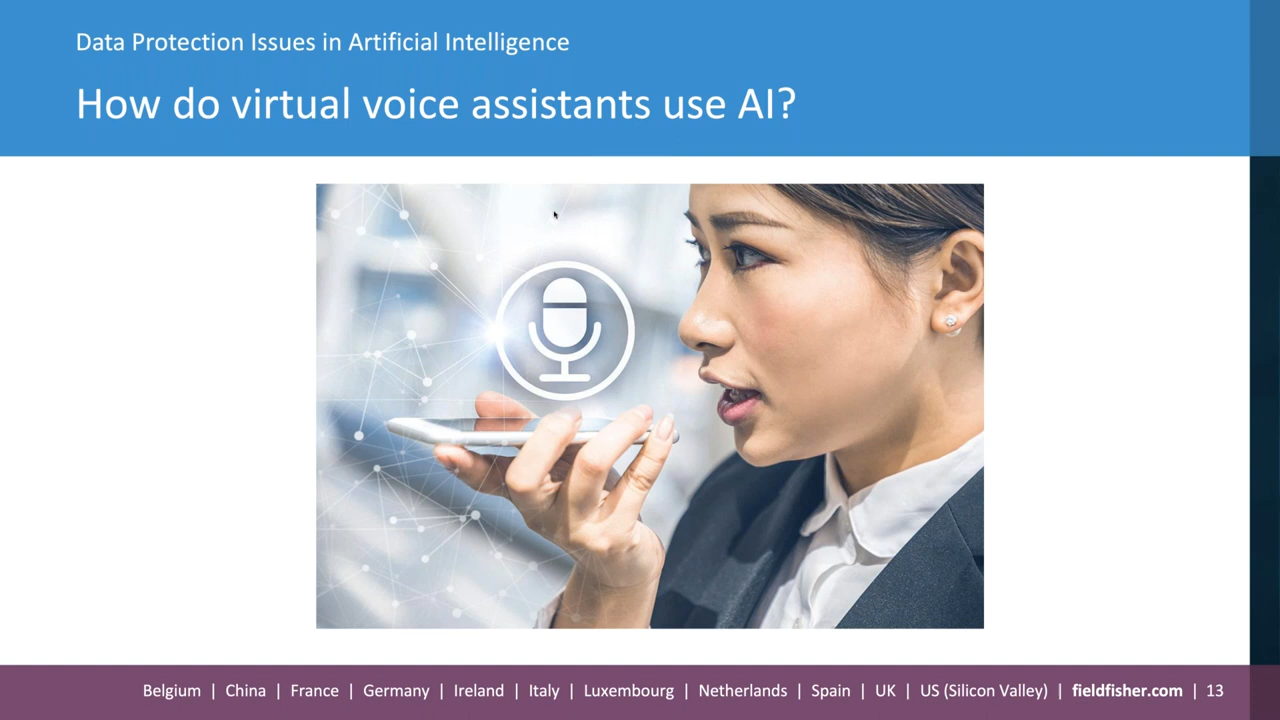 Data Protection Issues in Artificial Intelligence
How do virtual voice assistants use AI?
Belgium | China | France | Germany | Ireland | Italy | Luxembourg | Netherlands | Spain | UK | US (Silicon Valley) | fieldfisher.com | 13